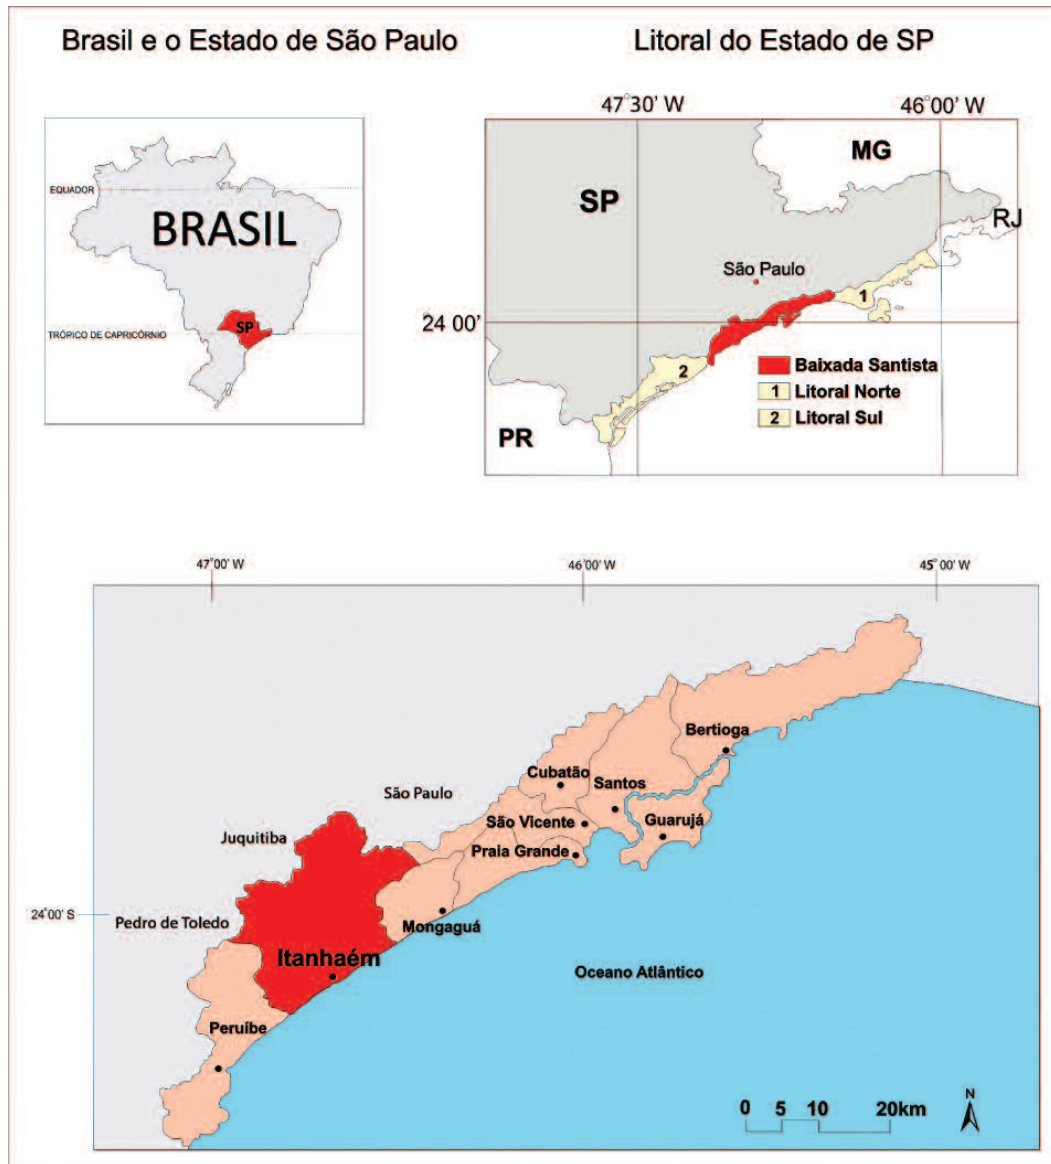 Brasil e o Estado de São Paulo
Litoral do Estado de SP
EQUADOR
BRASIL
SP
TRÓPICO DE CAPRICÓRNIO
47°30' W
46°00' W
MG
SP
RJ
São Paulo
1
24 00'
2
Baixada Santista
1 Litoral Norte
2 Litoral Sul
PR
47°00' W
46°00' W
45°00' W
Bertioga
Cubatão
Santos
São Paulo
São Vicente
Guarujá
Juquitiba
Praia Grande
24°00' S
Pedro de Toledo
Mongaguá
Itanhaém
Oceano Atlântico
Peruíbe
N
0 5 10 20km